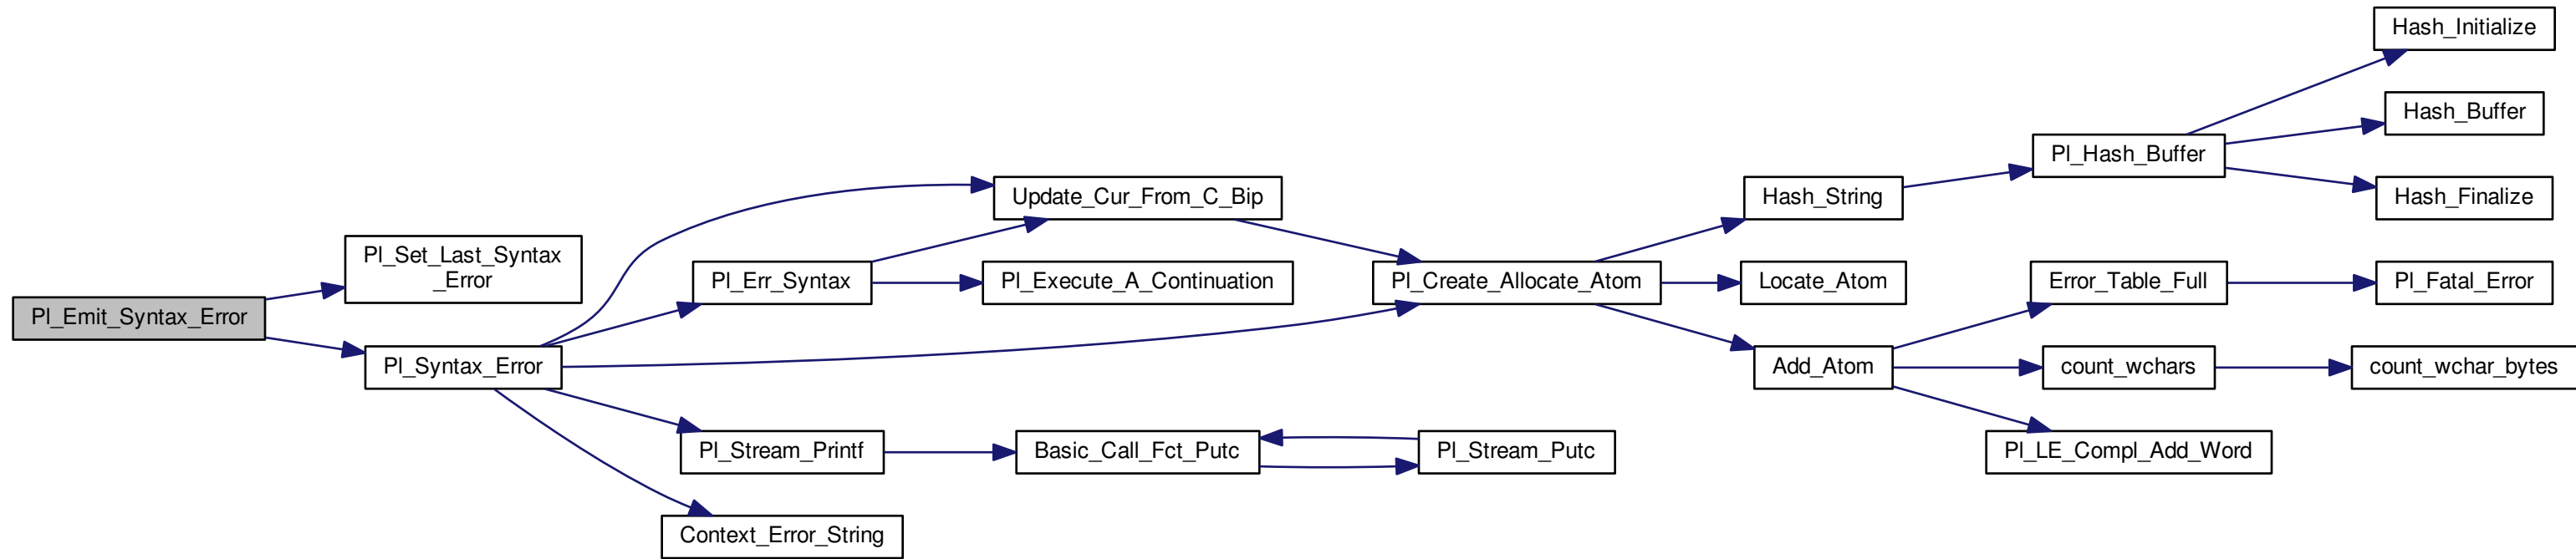 Pl_Emit_Syntax_Error
Pl_Set_Last_Syntax
_Error
Pl_Syntax_Error
Update_Cur_From_C_Bip
Pl_Err_Syntax
Pl_Execute_A_Continuation
Pl_Stream_Printf
Context_Error_String
Basic_Call_Fct_Putc
Pl_Stream_Putc
Pl_Create_Allocate_Atom
Hash_String
Locate_Atom
Add_Atom
Pl_Hash_Buffer
Error_Table_Full
count_wchars
Pl_LE_Compl_Add_Word
Hash_Initialize
Hash_Buffer
Hash_Finalize
Pl_Fatal_Error
count_wchar_bytes